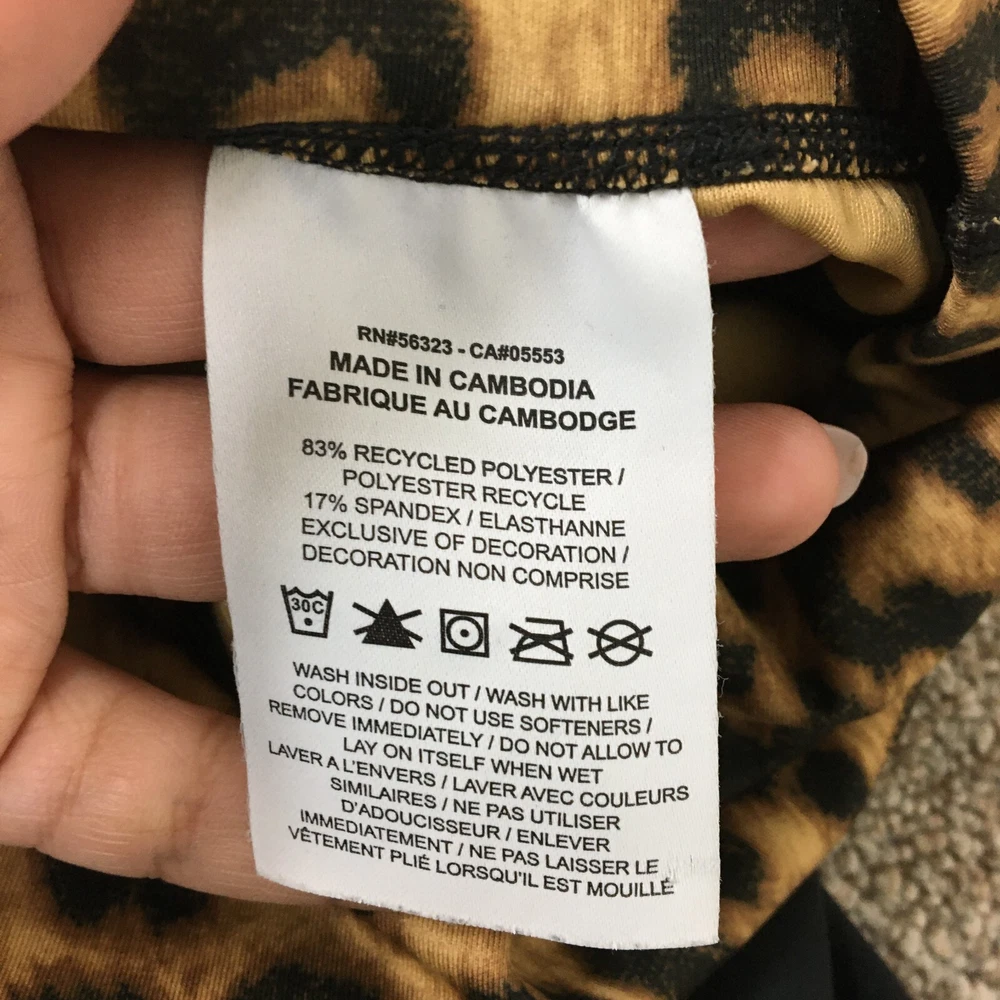 RN#56323 - CA#05553
MADE IN CAMBODIA
FABRIQUE AU CAMBODGE
83% RECYCLED POLYESTER /
POLYESTER RECYCLE
17% SPANDEX / ELASTHANNE
EXCLUSIVE OF DECORATION /
DECORATION NON COMPRISE
30C
WASH INSIDE OUT / WASH WITH LIKE
COLORS / DO NOT USE SOFTENERS /
REMOVE IMMEDIATELY / DO NOT ALLOW TO
LAY ON ITSELF WHEN WET
LAVER A L'ENVERS / LAVER AVEC COULEURS
SIMILAIRES / NE PAS UTILISER
D'ADOUCISSEUR / ENLEVER
IMMEDIATEMENT / NE PAS LAISSER LE
VÊTEMENT PLIÉ LORSQU'IL EST MOUILLÉ